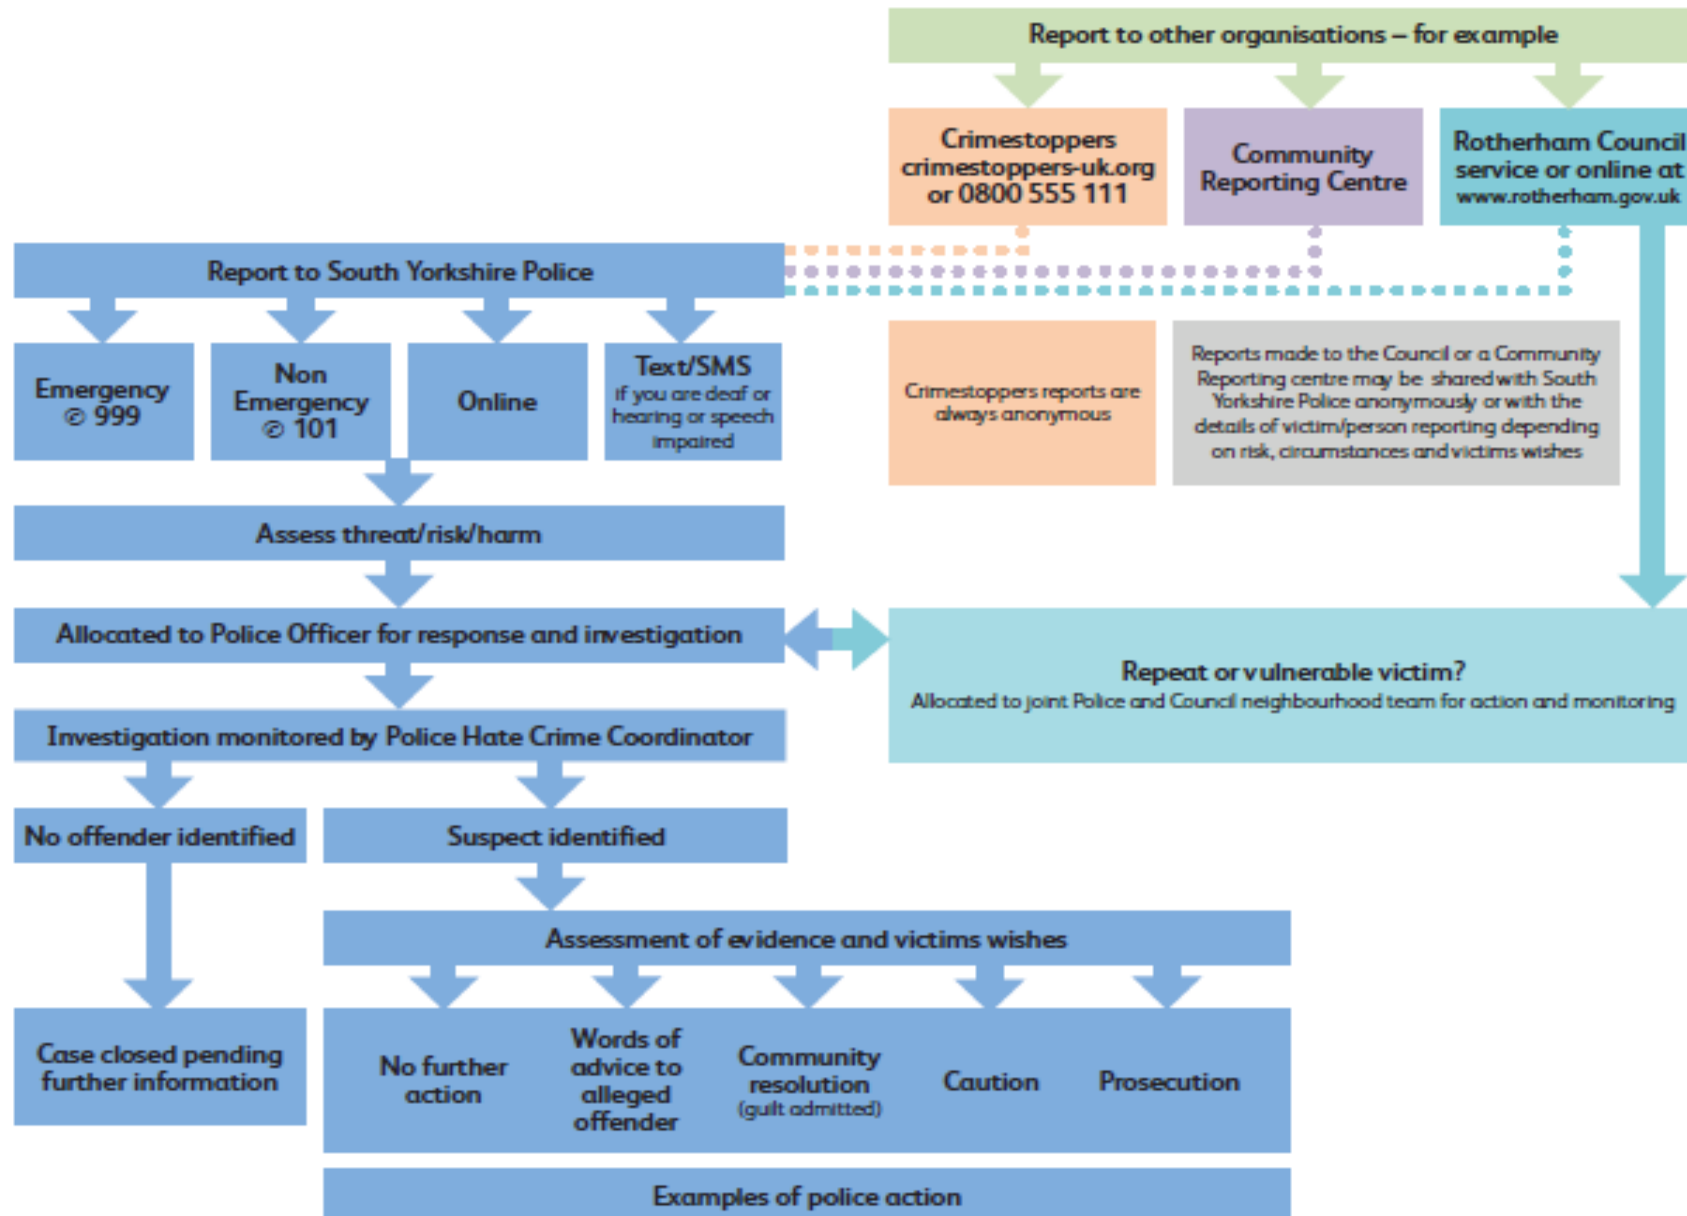 Report to other organisations – for example
Crimestoppers
crimestoppers-uk.org
or 0800 555 111
Community
Reporting Centre
Rotherham Council
service or online at
www.rotherham.gov.uk
Report to South Yorkshire Police
Emergency
✆ 999
Non
Emergency
✆ 101
Online
Text/SMS
if you are deaf or
hearing or speech
impaired
Crimestoppers reports are
always anonymous
Reports made to the Council or a Community
Reporting centre may be shared with South
Yorkshire Police anonymously or with the
details of victim/person reporting depending
on risk, circumstances and victims wishes
Assess threat/risk/harm
Allocated to Police Officer for response and investigation
Repeat or vulnerable victim?
Allocated to joint Police and Council neighbourhood team for action and monitoring
Investigation monitored by Police Hate Crime Coordinator
No offender identified
Suspect identified
Assessment of evidence and victims wishes
Case closed pending
further information
No further
action
Words of
advice to
alleged
offender
Community
resolution
(guilt admitted)
Caution
Prosecution
Examples of police action